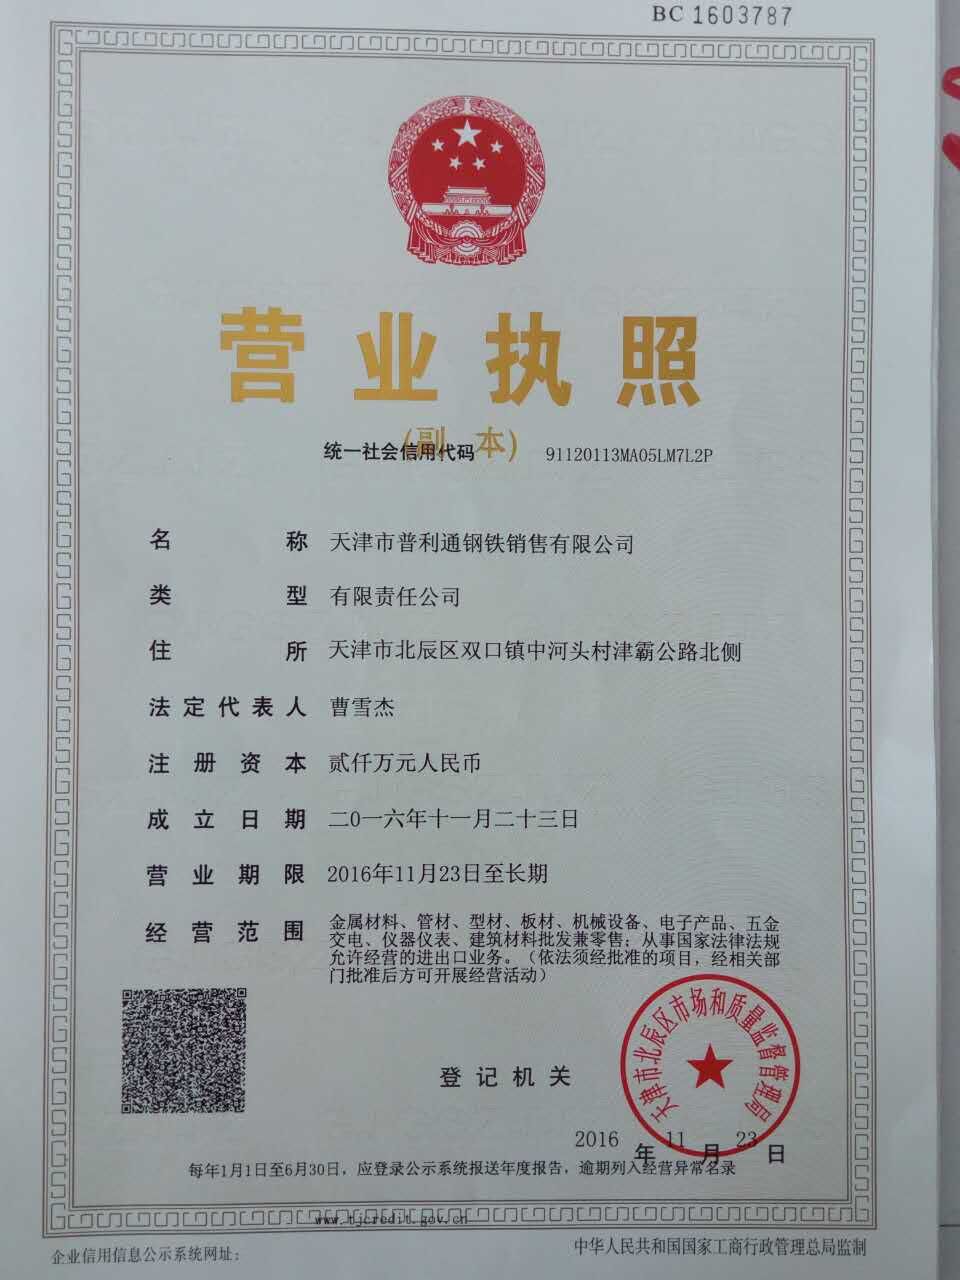 BC 1603787
营业执照
(副 本)
统一社会信用代码 91120113MA05LM7L2P
名称 天津市普利通钢铁销售有限公司
类型 有限责任公司
住所 天津市北辰区双口镇中河头村津霸公路北侧
法定代表人 曹雪杰
注册资本 贰仟万元人民币
成立日期 二0一六年十一月二十三日
营业期限 2016年11月23日至长期
经营范围 金属材料、管材、型材、板材、机械设备、电子产品、五金
交电、仪器仪表、建筑材料批发兼零售；从事国家法律法规
允许经营的进出口业务。（依法须经批准的项目，经相关部
门批准后方可开展经营活动）
天津市北辰区市场和质量监督管理局
登记机关
2016 年 11 月 23 日
每年1月1日至6月30日，应登录公示系统报送年度报告，逾期列入经营异常名录
www.tjcredit.gov.cn
企业信用信息公示系统网址：
中华人民共和国国家工商行政管理总局监制